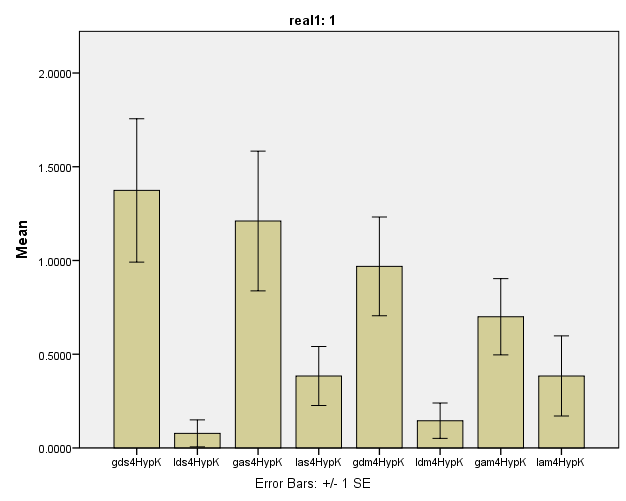 real1: 1
2.0000
1.5000
1.0000
0.5000
0.0000
Mean
gds4HypK lds4HypK gas4HypK las4HypK gdm4HypK ldm4HypK gam4HypK lam4HypK
Error Bars: +/- 1 SE